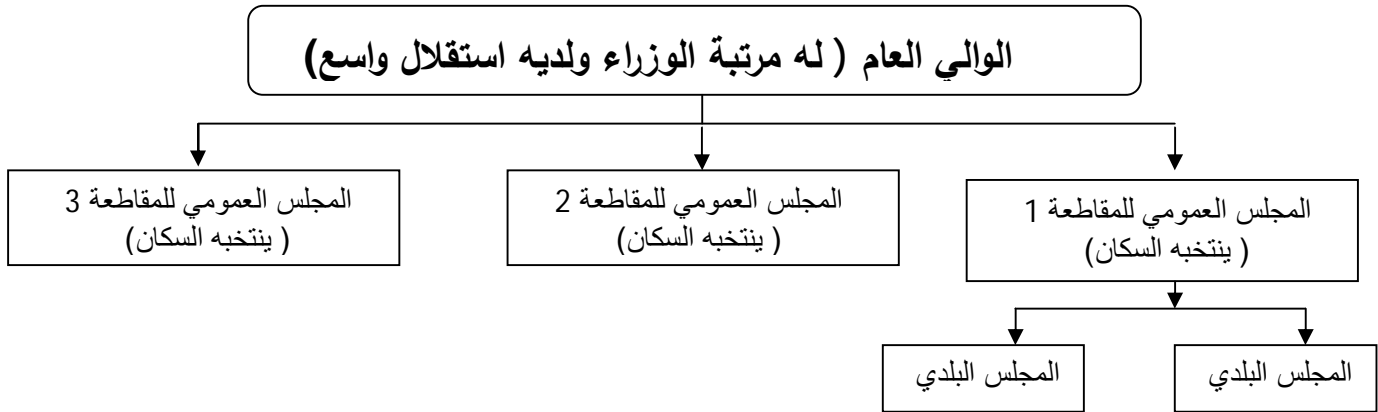 الوالي العام ( له مرتبة الوزراء ولديه استقلال واسع)
المجلس العمومي للمقاطعة 1
( ينتخبه السكان)
المجلس العمومي للمقاطعة 2
( ينتخبه السكان)
المجلس العمومي للمقاطعة 3
( ينتخبه السكان)
المجلس البلدي
المجلس البلدي